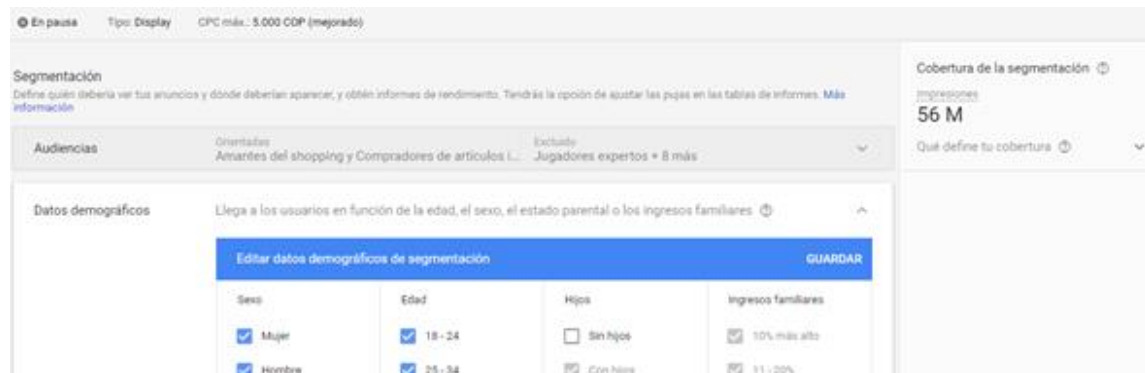 En pausa Tipo: Display CPC máx.: 5.000 COP (mejorado)
Segmentación
Define quién debería ver tus anuncios y dónde deberían aparecer, y obtén informes de rendimiento. Tendrás la opción de ajustar las pujas en las tablas de informes. Más
información
Cobertura de la segmentación
Impresiones
56 M
Qué define tu cobertura
Audiencias
Orientadas
Amantes del shopping y Compradores de artículos i...
Excluido
Jugadores expertos + 8 más
Datos demográficos
Llega a los usuarios en función de la edad, el sexo, el estado parental o los ingresos familiares
Editar datos demográficos de segmentación GUARDAR
Sexo Edad Hijos Ingresos familiares
Mujer 18 - 24 Sin hijos 10% más alto
Hombre 25 - 34 Con hijos 11 - 20%